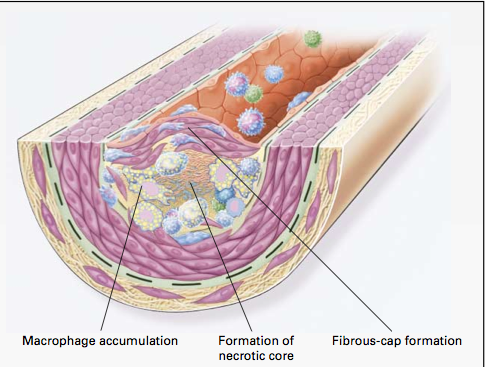 Macrophage accumulation
Formation of
necrotic core
Fibrous-cap formation